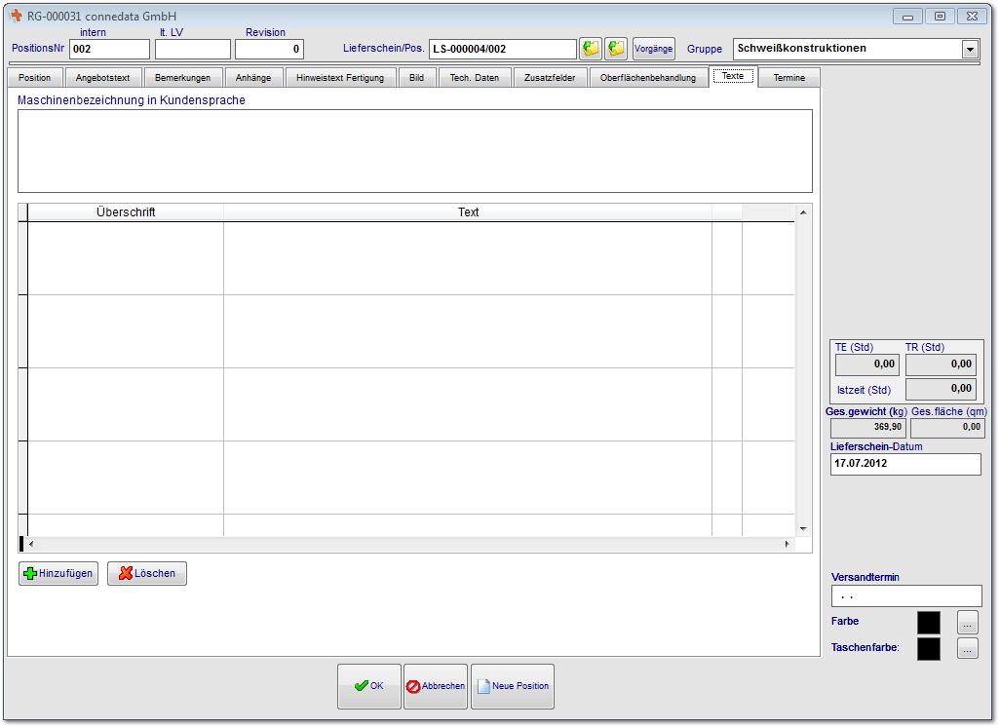 RG-000031 connedata GmbH
intern lt. LV Revision
PositionsNr 002 0 Lieferschein/Pos. LS-000004/002 Vorgänge Gruppe Schweißkonstruktionen
Position Angebotstext Bemerkungen Anhänge Hinweistext Fertigung Bild Tech. Daten Zusatzfelder Oberflächenbehandlung Texte Termine
Maschinenbezeichnung in Kundensprache
Überschrift Text
TE (Std) TR (Std)
0,00 0,00
Istzeit (Std) 0,00
Ges.gewicht (kg) Ges.fläche (qm)
369,90 0,00
Lieferschein-Datum
17.07.2012
Hinzufügen Löschen
Versandtermin
. .
Farbe ...
Taschenfarbe: ...
OK Abbrechen Neue Position